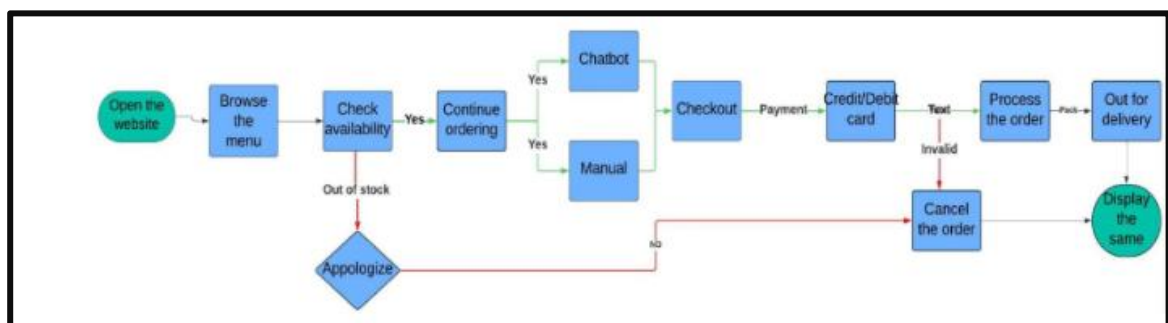 Open the
website
Browse
the
menu
Check
availability
Yes
Continue
ordering
Yes
Yes
Chatbot
Manual
Checkout
Payment
Credit/Debit
card
Text
Invalid
Process
the order
Out for
delivery
Out of stock
Appologize
Cancel
the order
Display
the
same